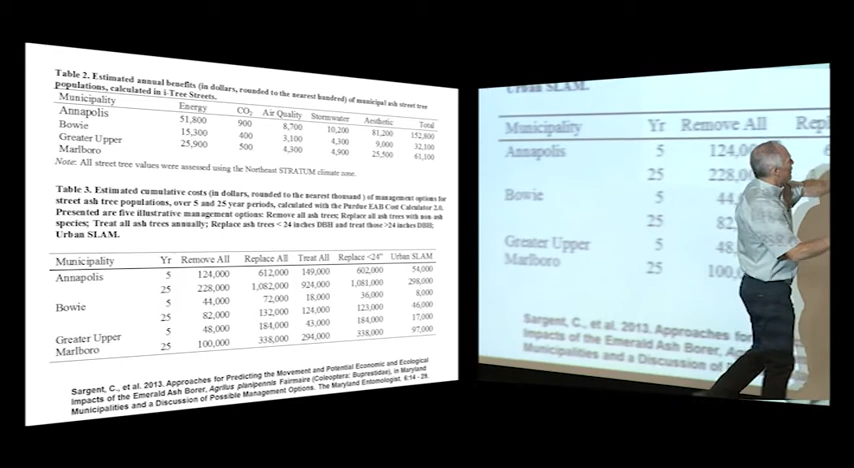 Table 2. Estimated annual benefits (in dollars, rounded to the nearest hundred) of municipal ash street tree
populations, calculated in i-Tree Streets.
Municipality Energy CO2 Air Quality Stormwater Aesthetic Total
Annapolis 51,800 900 8,700 10,200 81,200 152,800
Bowie 15,300 400 3,100 4,300 9,000 32,100
Greater Upper 25,900 500 4,300 4,900 25,500 61,100
Marlboro
Note: All street tree values were assessed using the Northeast STRATUM climate zone.
Table 3. Estimated cumulative costs (in dollars, rounded to the nearest thousand ) of management options for
street ash tree populations, over 5 and 25 year periods, calculated with the Purdue EAB Cost Calculator 2.0.
Presented are five illustrative management options: Remove all ash trees; Replace all ash trees with non-ash
species; Treat all ash trees annually; Replace ash trees < 24 inches DBH and treat those >24 inches DBH;
Urban SLAM.
Municipality Yr Remove All Replace All Treat All Replace <24" Urban SLAM
Annapolis 5 124,000 612,000 149,000 602,000 54,000
25 228,000 1,082,000 924,000 1,081,000 298,000
Bowie 5 44,000 72,000 18,000 36,000 8,000
25 82,000 132,000 124,000 123,000 46,000
Greater Upper 5 48,000 184,000 43,000 184,000 17,000
Marlboro 25 100,000 338,000 294,000 338,000 97,000
Sargent, C., et al. 2013. Approaches for Predicting the Movement and Potential Economic and Ecological
Impacts of the Emerald Ash Borer, Agrilus planipennis Fairmaire (Coleoptera: Buprestidae), in Maryland
Municipalities and a Discussion of Possible Management Options. The Maryland Entomologist. 6:14 - 29.
Urban SLAM.
Municipality Yr Remove All Repl
Annapolis 5 124,0
25 228,0
Bowie 5 44,
25 82,
Greater Upper 5 48,
Marlboro 25 100,
Sargent, C., et al. 2013. Approaches for
Impacts of the Emerald Ash Borer,
Municipalities and a Discussion of